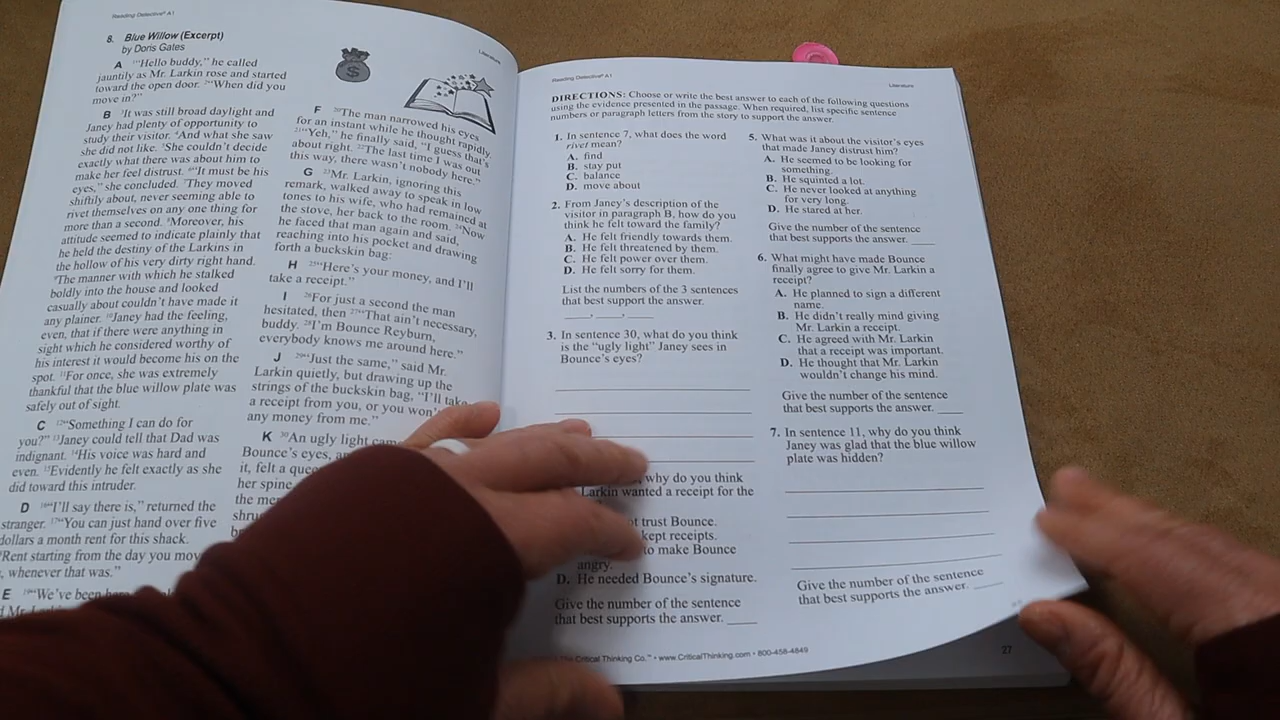 Reading Detective® A1
Literature
8. Blue Willow (Excerpt)
by Doris Gates
A "Hello buddy," he called
jauntily as Mr. Larkin rose and started
toward the open door. ²"When did you
move in?"
B ³It was still broad daylight and
Janey had plenty of opportunity to
study their visitor. ⁴And what she saw
she did not like. ⁵She couldn't decide
exactly what there was about him to
make her feel distrust. ⁶"It must be his
eyes," she concluded. ⁷They moved
shiftily about, never seeming able to
rivet themselves on any one thing for
more than a second. ⁸Moreover, his
attitude seemed to indicate plainly that
he held the destiny of the Larkins in
the hollow of his very dirty right hand.
⁹The manner with which he stalked
boldly into the house and looked
casually about couldn't have made it
any plainer. ¹⁰Janey had the feeling,
even, that if there were anything in
sight which he considered worthy of
his interest it would become his on the
spot. ¹¹For once, she was extremely
thankful that the blue willow plate was
safely out of sight.
C ¹²"Something I can do for
you?" ¹³Janey could tell that Dad was
indignant. ¹⁴His voice was hard and
even. ¹⁵Evidently he felt exactly as she
did toward this intruder.
D ¹⁶"I'll say there is," returned the
stranger. ¹⁷"You can just hand over five
dollars a month rent for this shack.
Rent starting from the day you mov
, whenever that was."
E ¹⁹"We've been
Mr. Lark
$
F ²⁰The man narrowed his eyes
for an instant while he thought rapidly.
²¹"Yeh," he finally said, "I guess that's
about right. ²²The last time I was out
this way, there wasn't nobody here."
G ²³Mr. Larkin, ignoring this
remark, walked away to speak in low
tones to his wife, who had remained at
the stove, her back to the room. ²⁴Now
he faced that man again and said,
reaching into his pocket and drawing
forth a buckskin bag:
H ²⁵"Here's your money, and I'll
take a receipt."
I ²⁶For just a second the man
hesitated, then ²⁷"That ain't necessary,
buddy. ²⁸I'm Bounce Reyburn,
everybody knows me around here."
J ²⁹"Just the same," said Mr.
Larkin quietly, but drawing up the
strings of the buckskin bag, "I'll take
a receipt from you, or you won'
any money from me."
K ³⁰An ugly light came
Bounce's eyes, a
it, felt a quee
her spine
the me
shru
Reading Detective® A1
Literature
DIRECTIONS: Choose or write the best answer to each of the following questions
using the evidence presented in the passage. When required, list specific sentence
numbers or paragraph letters from the story to support the answer.
1. In sentence 7, what does the word
rivet mean?
A. find
B. stay put
C. balance
D. move about
2. From Janey's description of the
visitor in paragraph B, how do you
think he felt toward the family?
A. He felt friendly towards them.
B. He felt threatened by them.
C. He felt power over them.
D. He felt sorry for them.
List the numbers of the 3 sentences
that best support the answer.
3. In sentence 30, what do you think
is the "ugly light" Janey sees in
Bounce's eyes?
why do you think
Larkin wanted a receipt for the
ot trust Bounce.
kept receipts.
to make Bounce
angry.
D. He needed Bounce's signature.
Give the number of the sentence
that best supports the answer.
5. What was it about the visitor's eyes
that made Janey distrust him?
A. He seemed to be looking for
something.
B. He squinted a lot.
C. He never looked at anything
for very long.
D. He stared at her.
Give the number of the sentence
that best supports the answer.
6. What might have made Bounce
finally agree to give Mr. Larkin a
receipt?
A. He planned to sign a different
name.
B. He didn't really mind giving
Mr. Larkin a receipt.
C. He agreed with Mr. Larkin
that a receipt was important.
D. He thought that Mr. Larkin
wouldn't change his mind.
Give the number of the sentence
that best supports the answer.
7. In sentence 11, why do you think
Janey was glad that the blue willow
plate was hidden?
Give the number of the sentence
that best supports the answer.
The Critical Thinking Co.™ • www.CriticalThinking.com • 800-458-4849
27